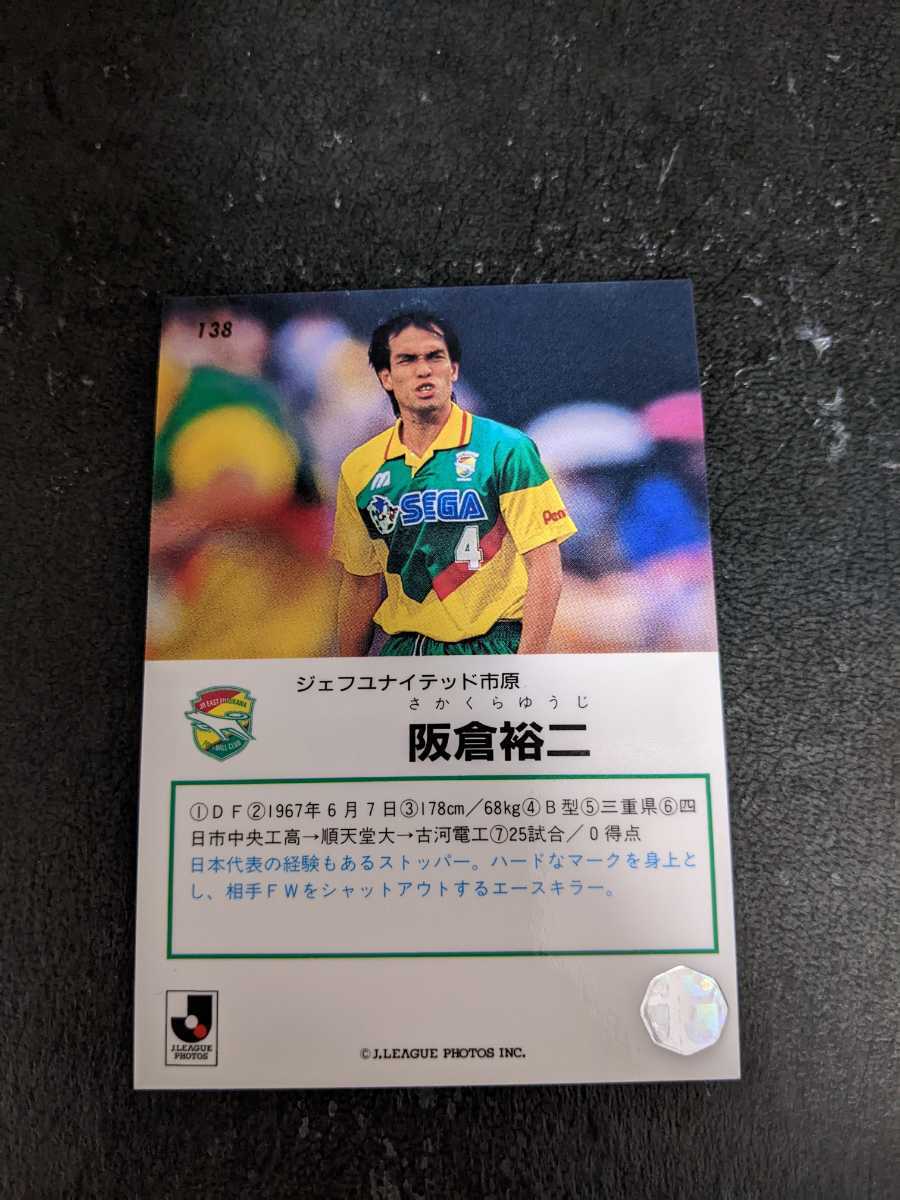 138
SEGA
4
ジェフユナイテッド市原
さかくらゆうじ
阪倉裕二
JR EAST FURUKAWA
FOOTBALL CLUB
①DF②1967年6月7日③178cm／68kg④B型⑤三重県⑥四
日市中央工高→順天堂大→古河電工⑦25試合／0得点
日本代表の経験もあるストッパー。ハードなマークを身上と
し、相手FWをシャットアウトするエースキラー。
J.LEAGUE
PHOTOS
©J.LEAGUE PHOTOS INC.